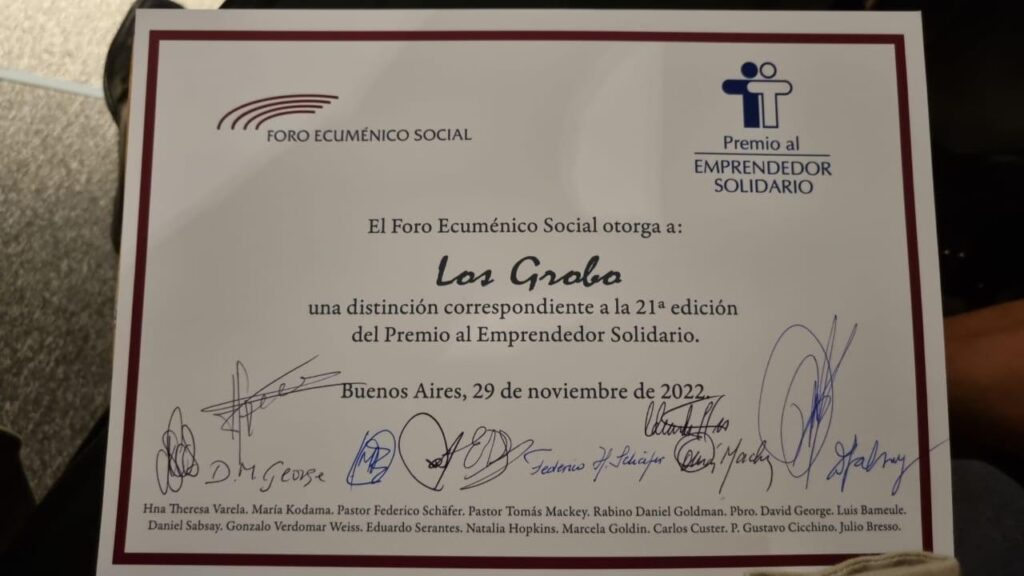 FORO ECUMÉNICO SOCIAL
Premio al
EMPRENDEDOR
SOLIDARIO
El Foro Ecuménico Social otorga a:
Los Grobo
una distinción correspondiente a la 21ª edición
del Premio al Emprendedor Solidario.
Buenos Aires, 29 de noviembre de 2022.
D. M. George
Federico H. Schäfer
Hna Theresa Varela. María Kodama. Pastor Federico Schäfer. Pastor Tomás Mackey. Rabino Daniel Goldman. Pbro. David George. Luis Bameule.
Daniel Sabsay. Gonzalo Verdomar Weiss. Eduardo Serantes. Natalia Hopkins. Marcela Goldin. Carlos Custer. P. Gustavo Cicchino. Julio Bresso.